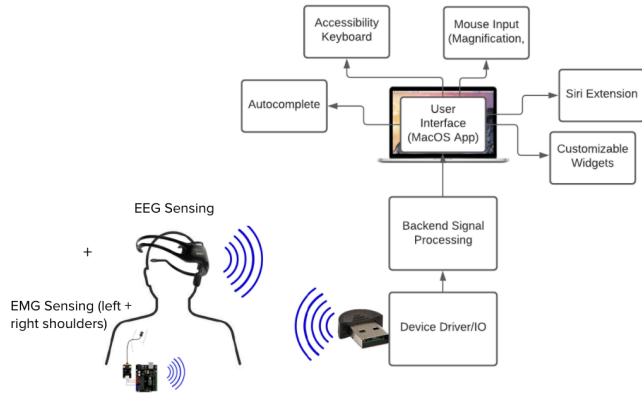 Accessibility
Keyboard
Mouse Input
(Magnification,
Autocomplete
User
Interface
(MacOS App)
Siri Extension
Customizable
Widgets
EEG Sensing
Backend Signal
Processing
+
EMG Sensing (left +
right shoulders)
Device Driver/IO